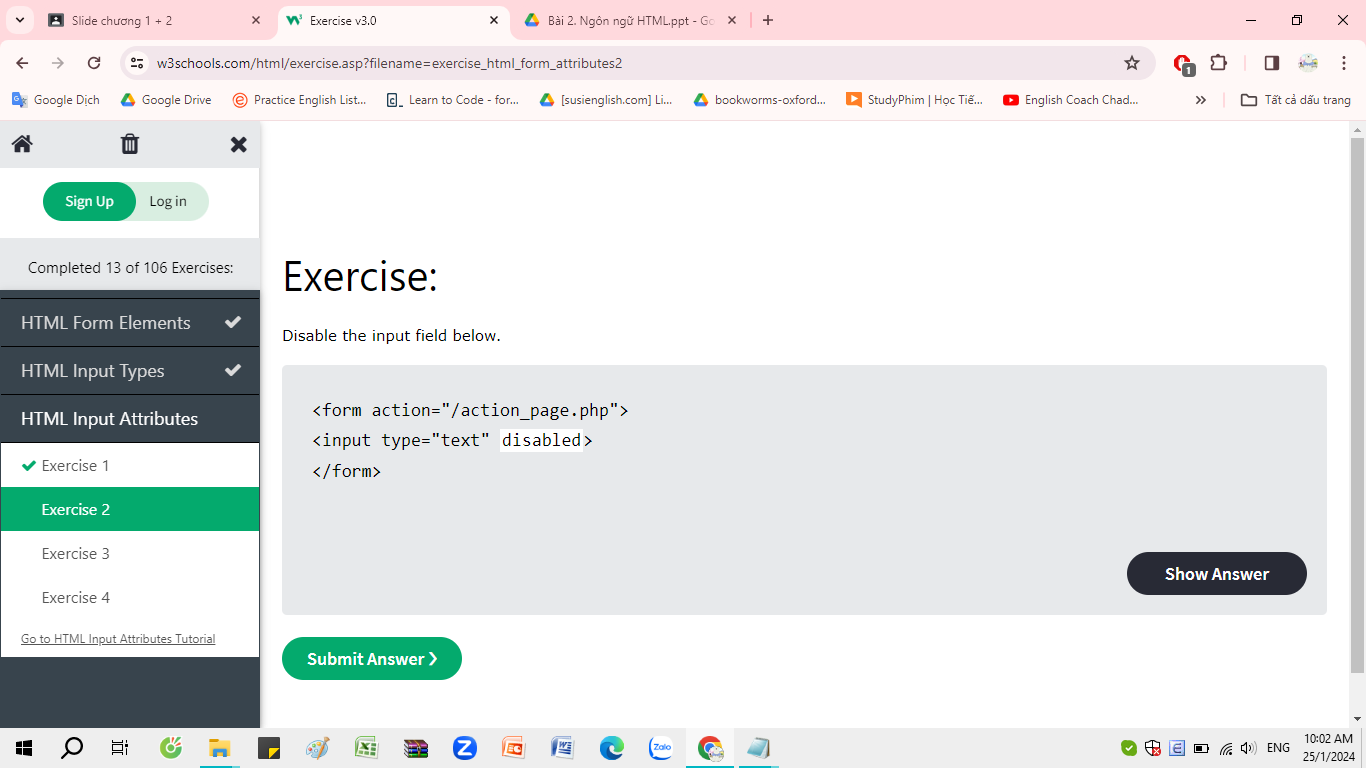 Slide chương 1 + 2
Exercise v3.0
Bài 2. Ngôn ngữ HTML.ppt - Go
w3schools.com/html/exercise.asp?filename=exercise_html_form_attributes2
1
Google Dịch
Google Drive
Practice English List...
Learn to Code - for...
[susienglish.com] Li...
bookworms-oxford...
StudyPhim | Học Tiế...
English Coach Chad...
Tất cả dấu trang
Sign Up
Log in
Completed 13 of 106 Exercises:
HTML Form Elements
HTML Input Types
HTML Input Attributes
Exercise 1
Exercise 2
Exercise 3
Exercise 4
Go to HTML Input Attributes Tutorial
Exercise:
Disable the input field below.
<form action="/action_page.php">
<input type="text" disabled>
</form>
Show Answer
Submit Answer ❯
Zalo
ENG
10:02 AM
25/1/2024